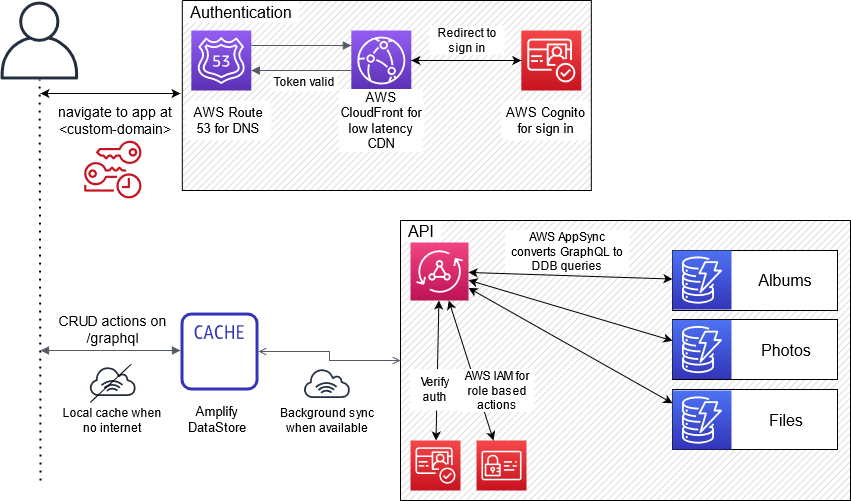 Authentication
53
Token valid
Redirect to
sign in
AWS Route
53 for DNS
AWS
CloudFront for
low latency
CDN
AWS Cognito
for sign in
navigate to app at
<custom-domain>
API
AWS AppSync
converts GraphQL to
DDB queries
Albums
Photos
Files
CRUD actions on
/graphql
CACHE
Local cache when
no internet
Amplify
DataStore
Background sync
when available
Verify
auth
AWS IAM for
role based
actions